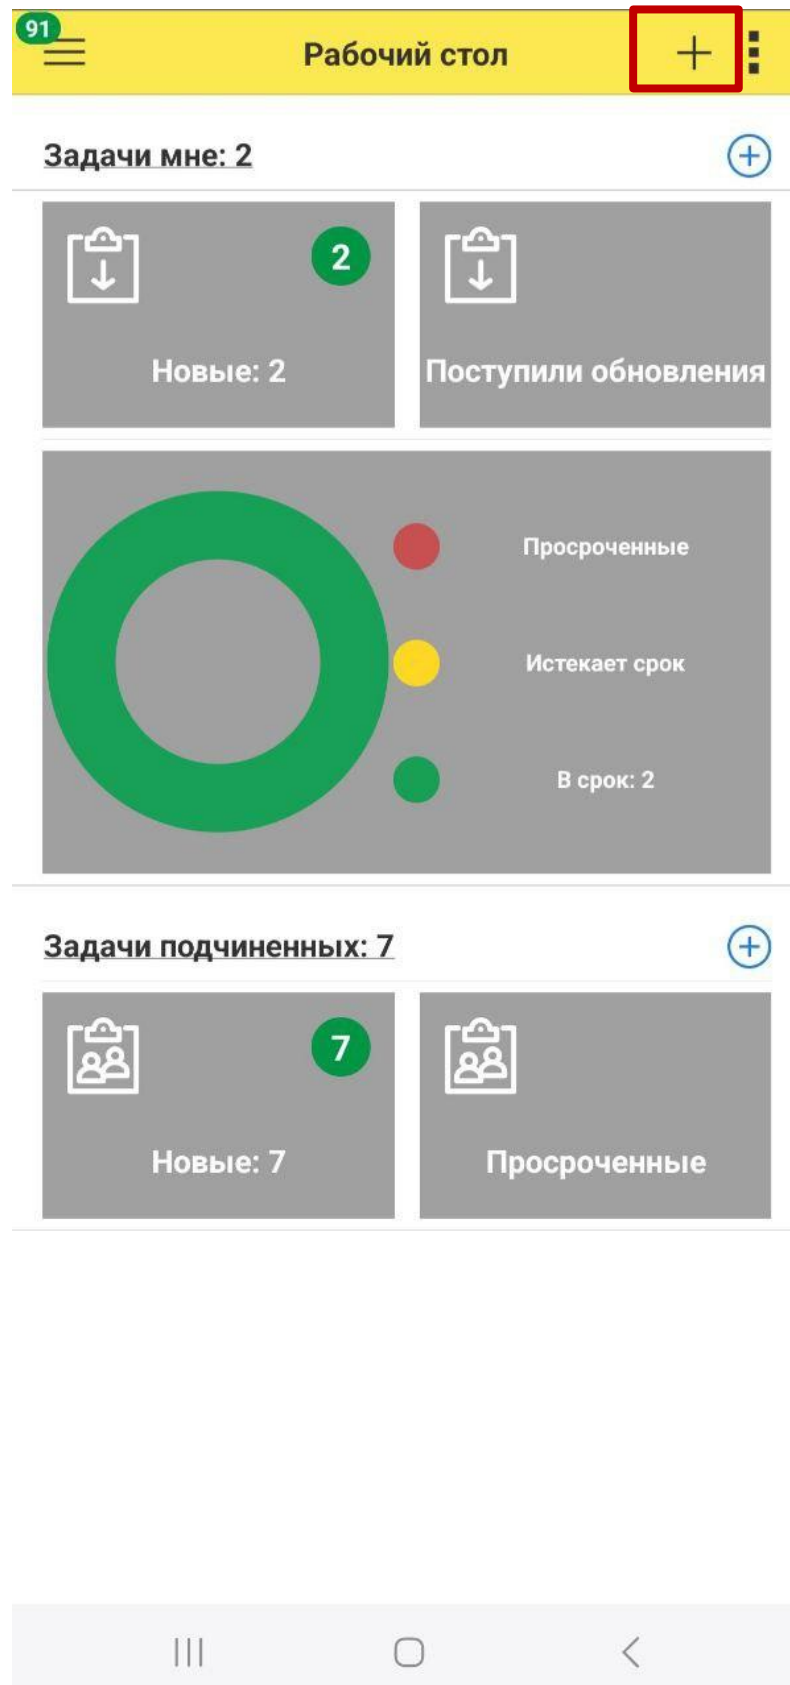 91
Рабочий стол
Задачи мне: 2
2
Новые: 2
Поступили обновления
Просроченные
Истекает срок
В срок: 2
Задачи подчиненных: 7
7
Новые: 7
Просроченные